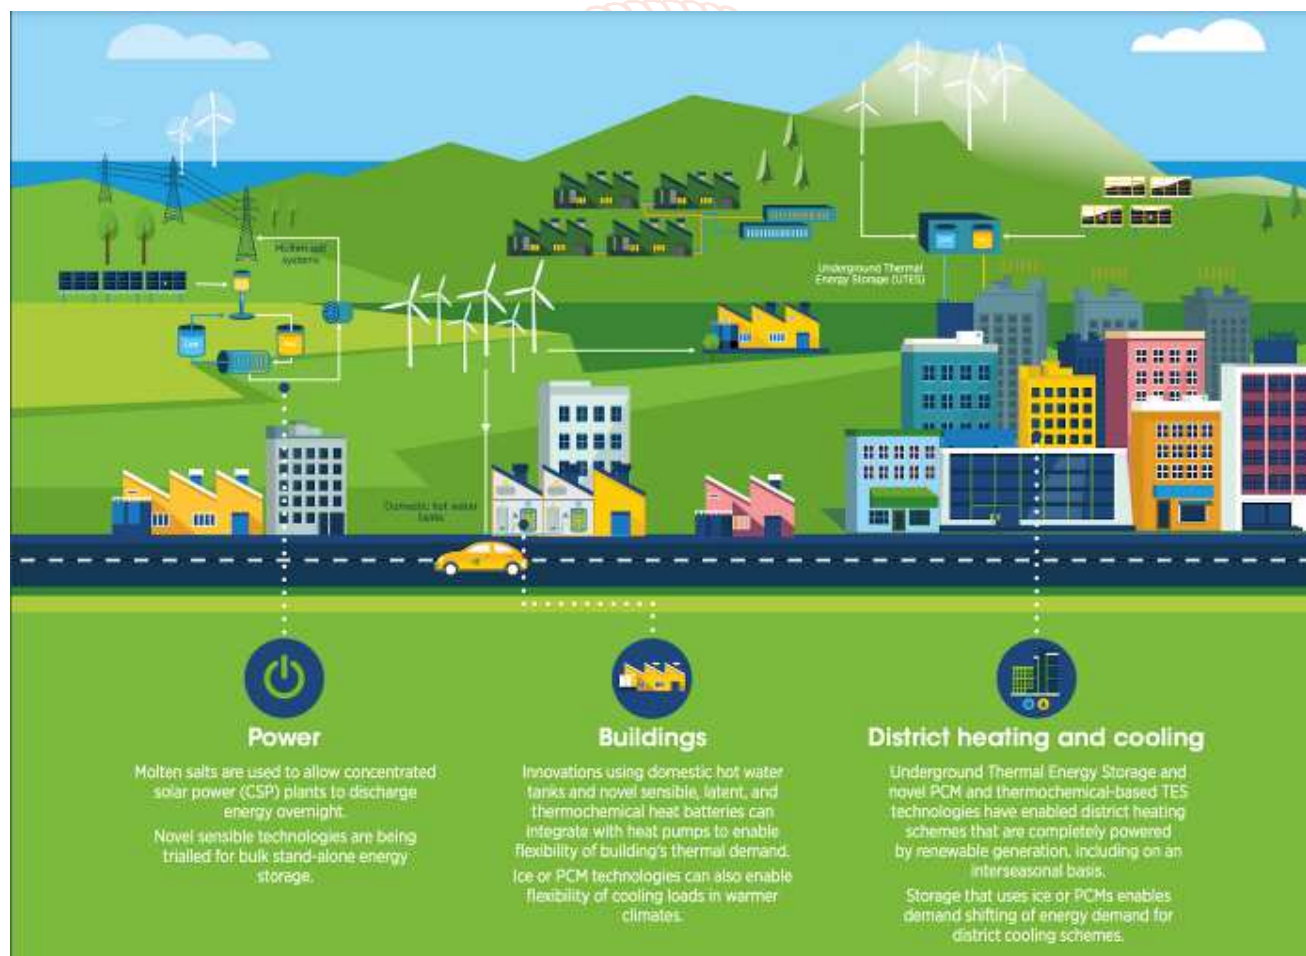 Molten salt
systems
Underground Thermal
Energy Storage (UTES)
Domestic hot water
tanks
Power
Molten salts are used to allow concentrated
solar power (CSP) plants to discharge
energy overnight.
Novel sensible technologies are being
trialled for bulk stand-alone energy
storage.
Buildings
Innovations using domestic hot water
tanks and novel sensible, latent, and
thermochemical heat batteries can
integrate with heat pumps to enable
flexibility of building's thermal demand.
Ice or PCM technologies can also enable
flexibility of cooling loads in warmer
climates.
District heating and cooling
Underground Thermal Energy Storage and
novel PCM and thermochemical-based TES
technologies have enabled district heating
schemes that are completely powered
by renewable generation, including on an
interseasonal basis.
Storage that uses ice or PCMs enables
demand shifting of energy demand for
district cooling schemes.